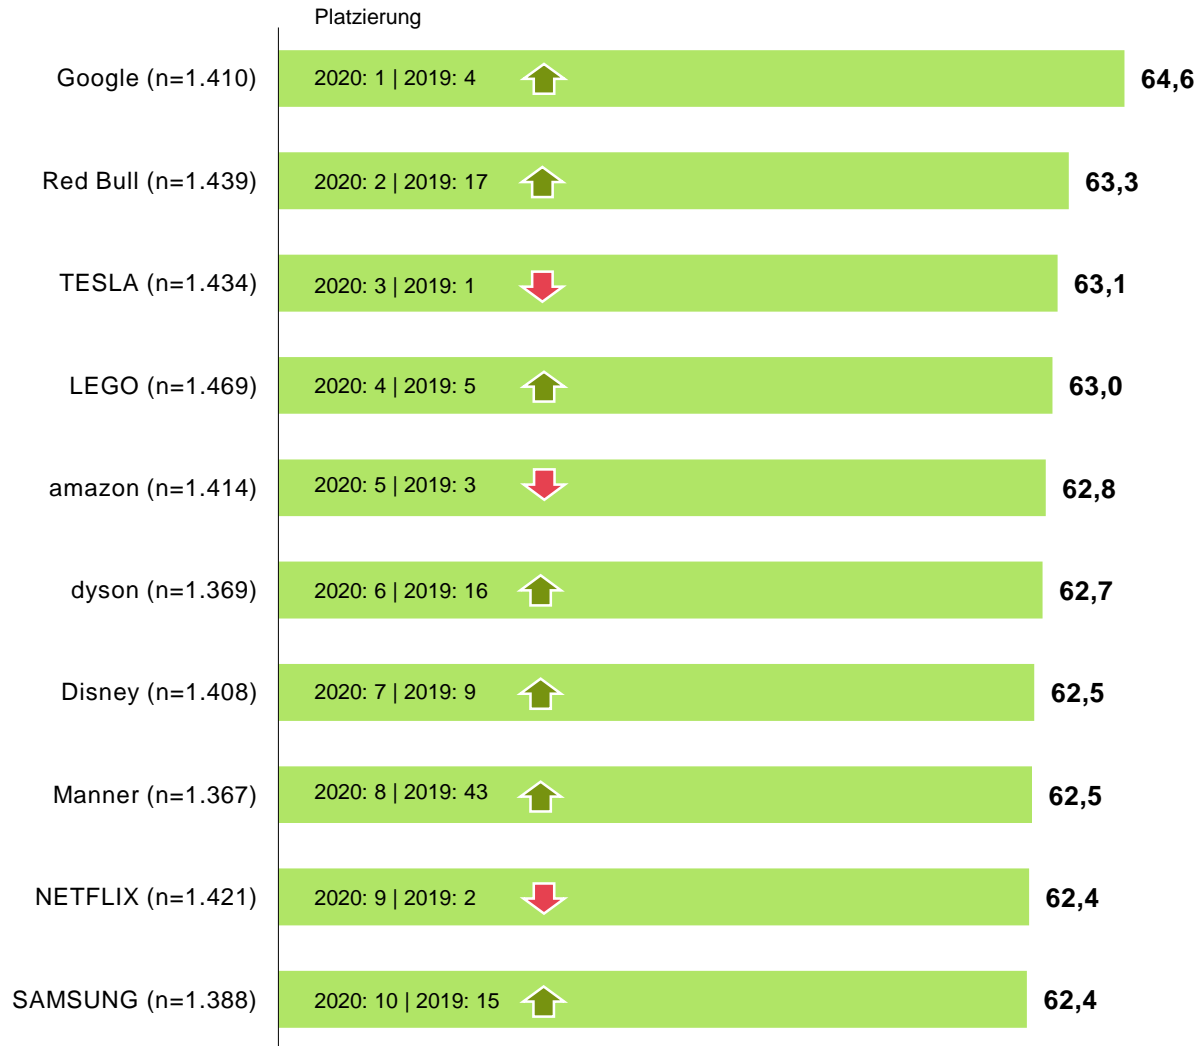 Platzierung
Google (n=1.410) 2020: 1 | 2019: 4 64,6
Red Bull (n=1.439) 2020: 2 | 2019: 17 63,3
TESLA (n=1.434) 2020: 3 | 2019: 1 63,1
LEGO (n=1.469) 2020: 4 | 2019: 5 63,0
amazon (n=1.414) 2020: 5 | 2019: 3 62,8
dyson (n=1.369) 2020: 6 | 2019: 16 62,7
Disney (n=1.408) 2020: 7 | 2019: 9 62,5
Manner (n=1.367) 2020: 8 | 2019: 43 62,5
NETFLIX (n=1.421) 2020: 9 | 2019: 2 62,4
SAMSUNG (n=1.388) 2020: 10 | 2019: 15 62,4